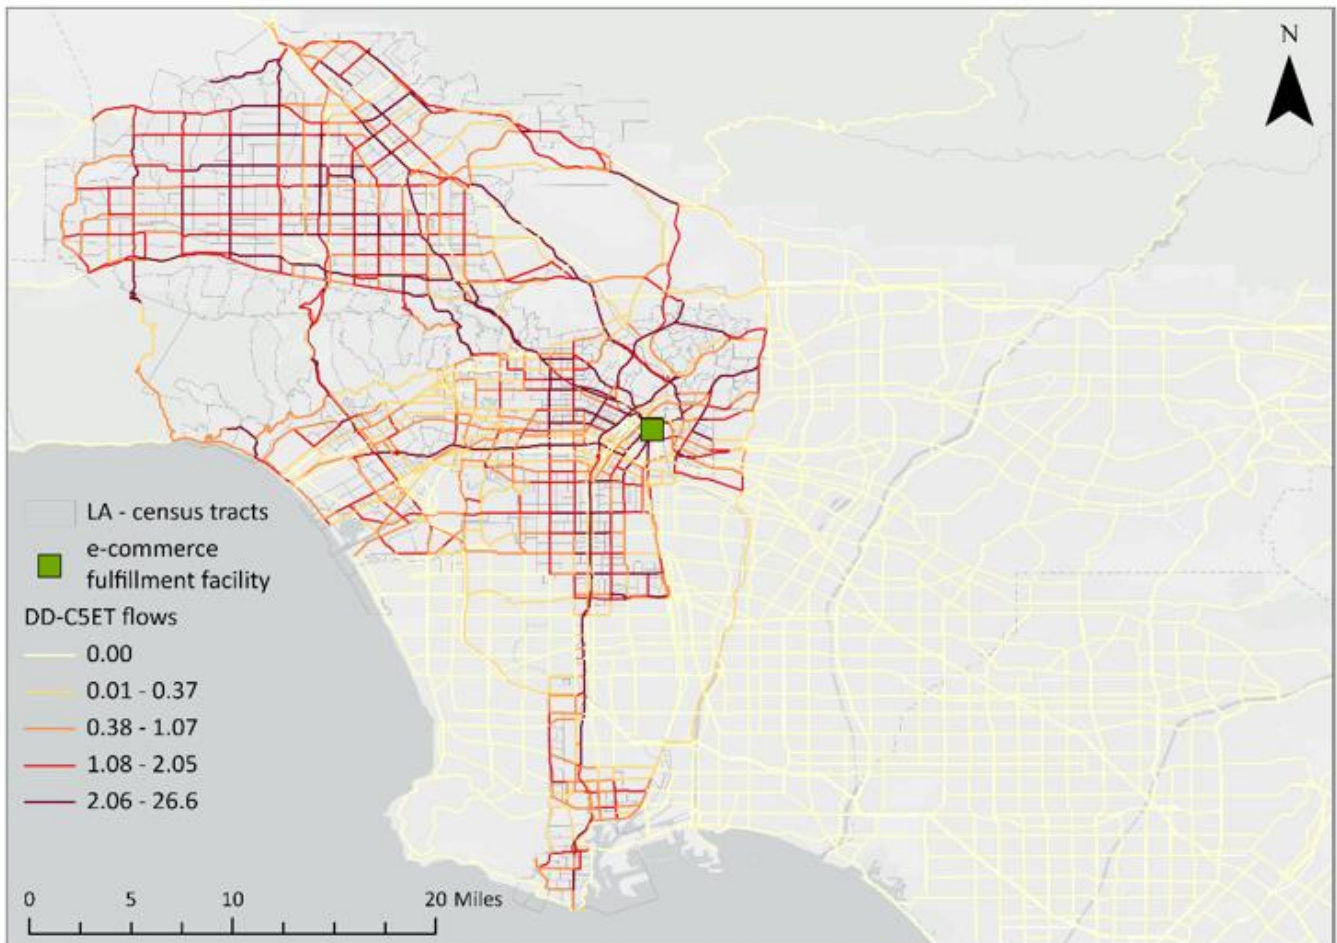 N
LA - census tracts
e-commerce
fulfillment facility
DD-C5ET flows
0.00
0.01 - 0.37
0.38 - 1.07
1.08 - 2.05
2.06 - 26.6
0 5 10 20 Miles